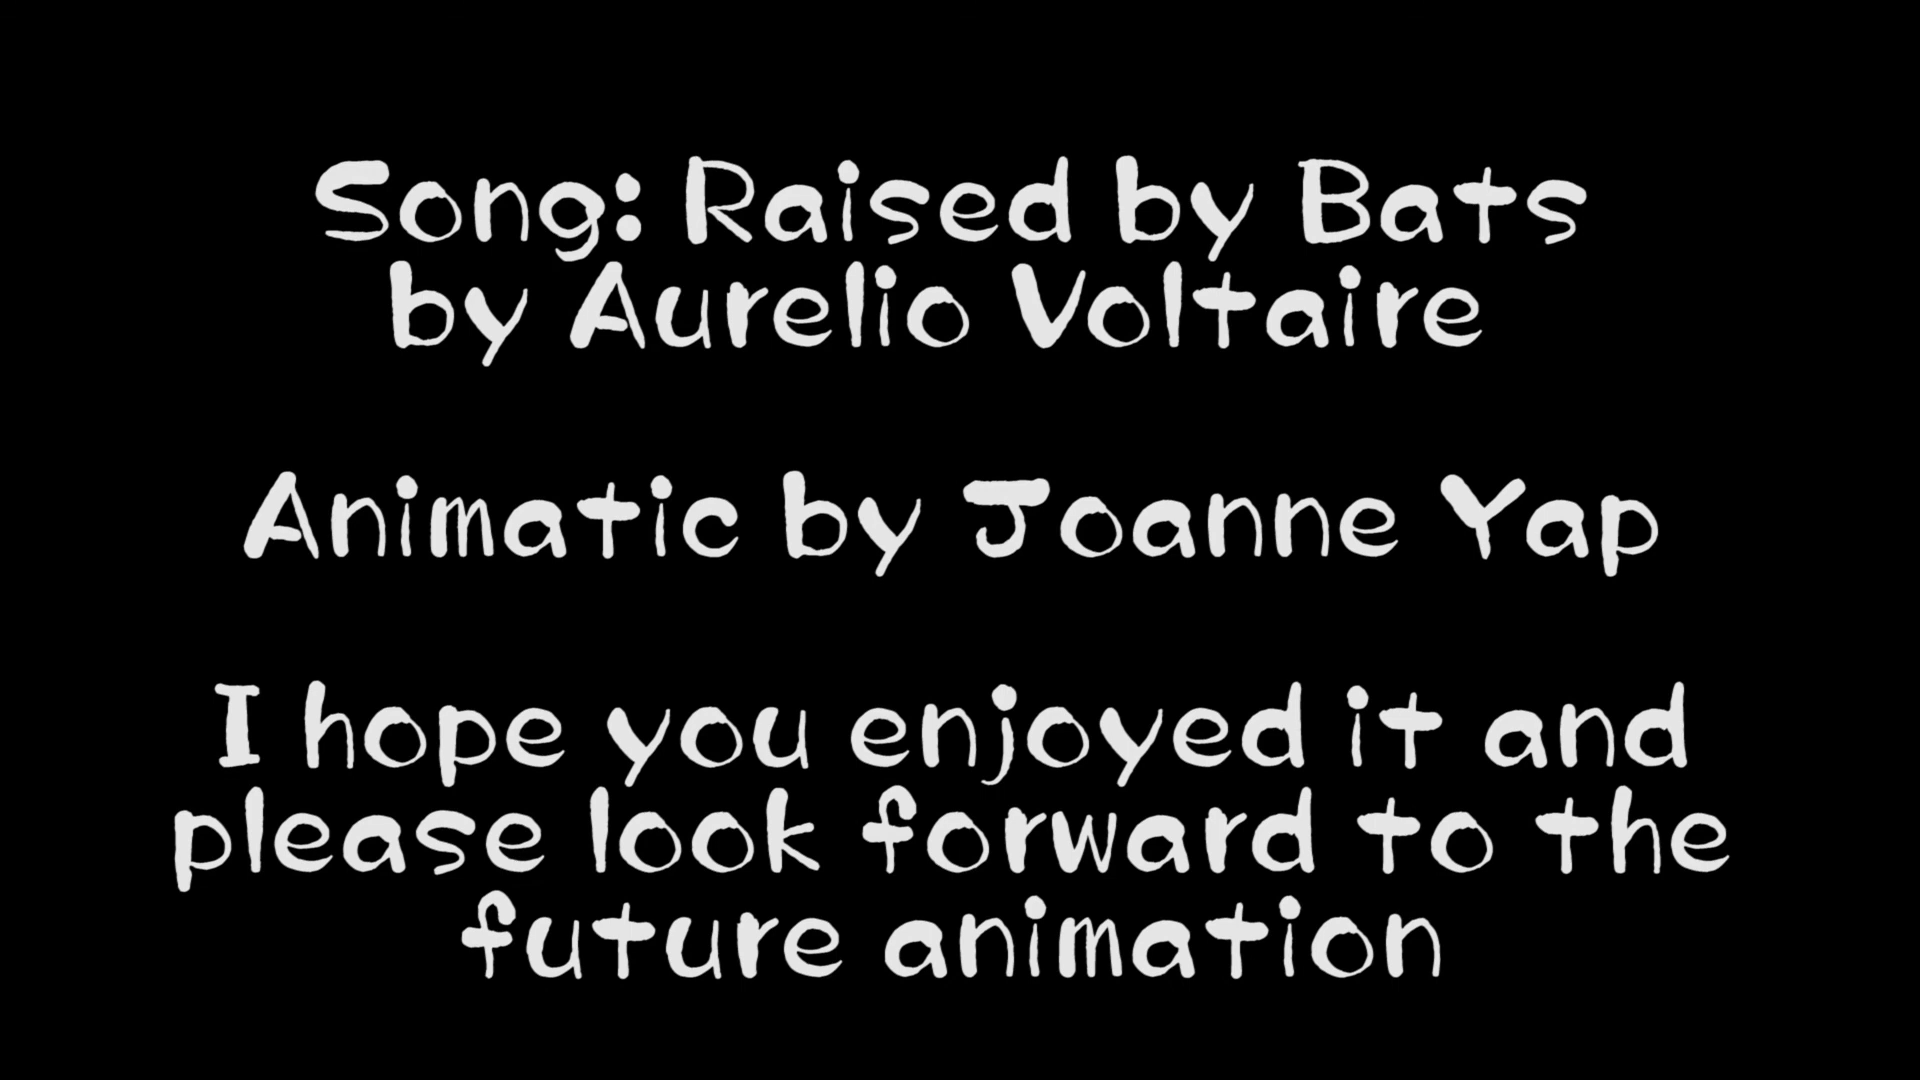 Song: Raised by Bats
by Aurelio Voltaire
Animatic by Joanne Yap
I hope you enjoyed it and
please look forward to the
future animation